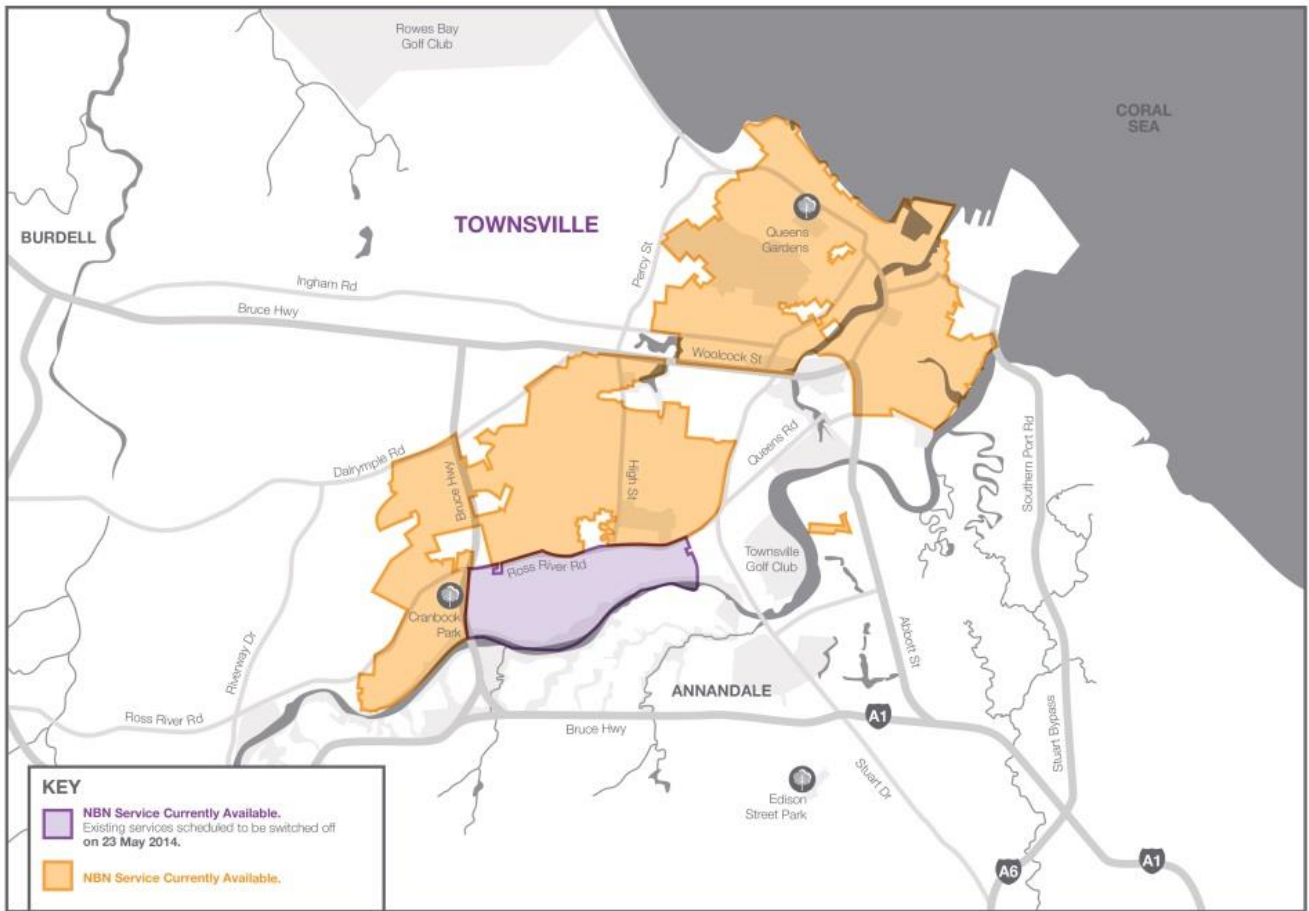 Rowes Bay
Golf Club
CORAL
SEA
TOWNSVILLE
BURDELL
Queens
Gardens
Percy St
Ingham Rd
Bruce Hwy
Woolcock St
Queens Rd
Dalrymple Rd
Bruce Hwy
High St
Southern Port Rd
Ross River Rd
Townsville
Golf Club
Cranbook
Park
Riverway Dr
Abbott St
ANNANDALE
Ross River Rd
Bruce Hwy
A1
Stuart Bypass
Stuart Dr
Edison
Street Park
A6
A1
KEY
NBN Service Currently Available.
Existing services scheduled to be switched off
on 23 May 2014.
NBN Service Currently Available.